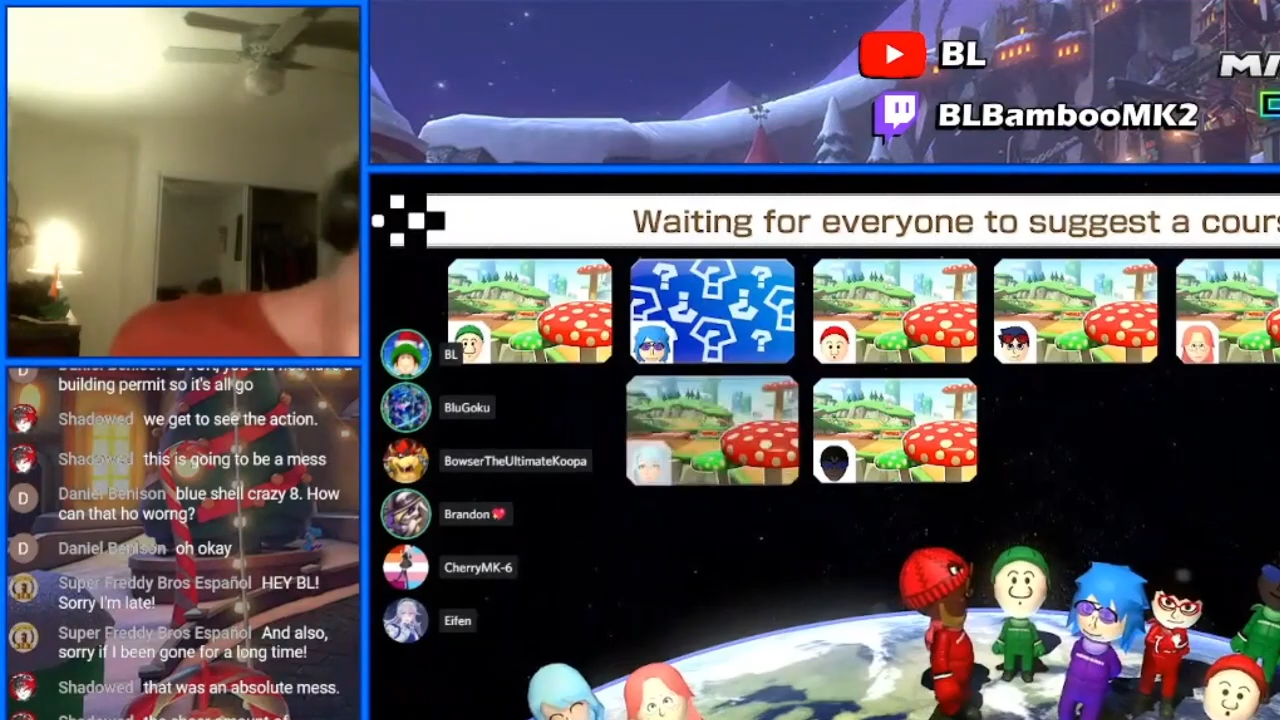 BL
BLBambooMK2
Waiting for everyone to suggest a cour
BL
BluGoku
BowserTheUltimateKoopa
Brandon
CherryMK-6
Eifen
building permit so it's all go
Shadowed we get to see the action.
Shadowed this is going to be a mess
Daniel Benison blue shell crazy 8. How
can that ho worng?
D
Daniel Benison oh okay
Super Freddy Bros Español HEY BL!
Sorry I'm late!
Super Freddy Bros Español And also,
sorry if I been gone for a long time!
Shadowed that was an absolute mess.